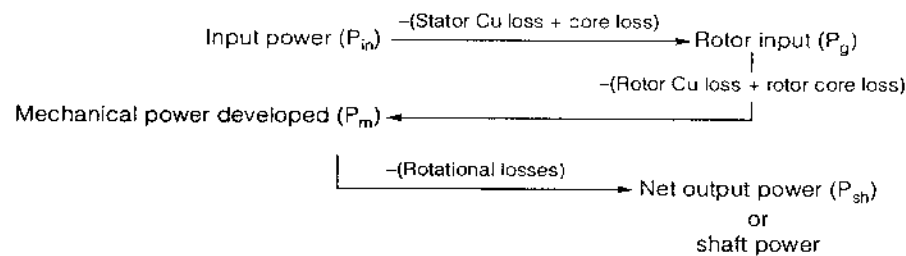 –(Stator Cu loss + core loss)
Input power (P_in) Rotor input (P_g)
–(Rotor Cu loss + rotor core loss)
Mechanical power developed (P_m)
–(Rotational losses)
Net output power (P_sh)
or
shaft power